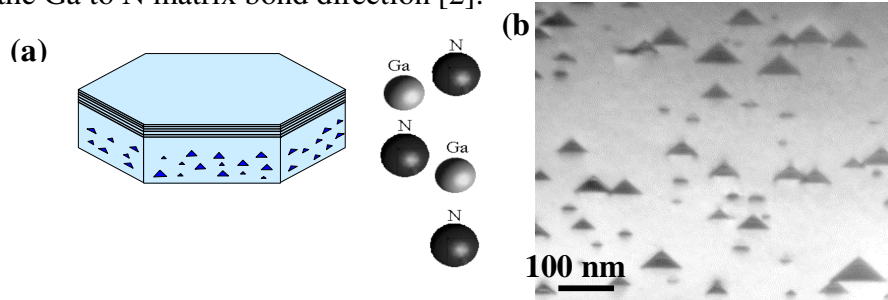 the Ga to N matrix bond direction [2].
(a)
(b
N
Ga
N
Ga
N
100 nm